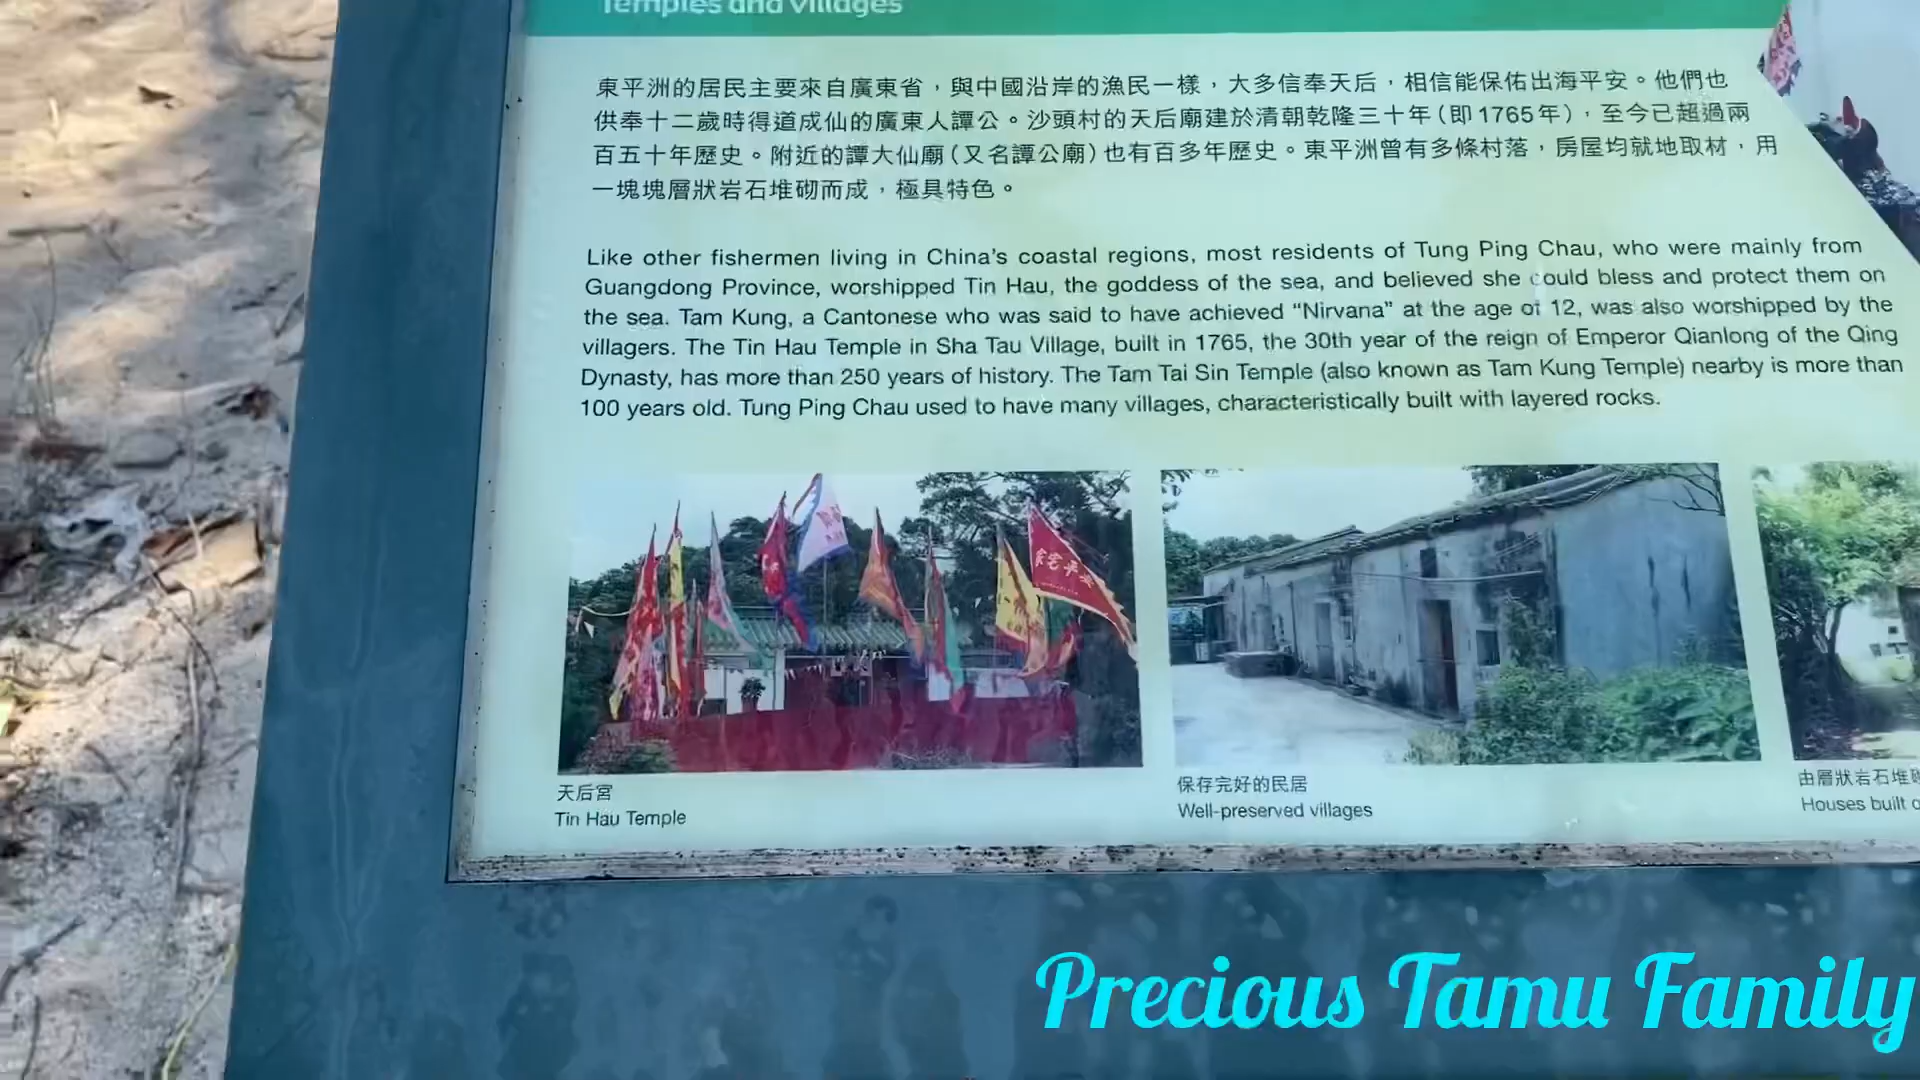 Temples and Villages
東平洲的居民主要來自廣東省，與中國沿岸的漁民一樣，大多信奉天后，相信能保佑出海平安。他們也
供奉十二歲時得道成仙的廣東人譚公。沙頭村的天后廟建於清朝乾隆三十年（即1765年），至今已超過兩
百五十年歷史。附近的譚大仙廟（又名譚公廟）也有百多年歷史。東平洲曾有多條村落，房屋均就地取材，用
一塊塊層狀岩石堆砌而成，極具特色。
Like other fishermen living in China's coastal regions, most residents of Tung Ping Chau, who were mainly from
Guangdong Province, worshipped Tin Hau, the goddess of the sea, and believed she could bless and protect them on
the sea. Tam Kung, a Cantonese who was said to have achieved “Nirvana” at the age of 12, was also worshipped by the
villagers. The Tin Hau Temple in Sha Tau Village, built in 1765, the 30th year of the reign of Emperor Qianlong of the Qing
Dynasty, has more than 250 years of history. The Tam Tai Sin Temple (also known as Tam Kung Temple) nearby is more than
100 years old. Tung Ping Chau used to have many villages, characteristically built with layered rocks.
天后宮
Tin Hau Temple
保存完好的民居
Well-preserved villages
由層狀岩石堆
Houses built
Precious Tamu Family